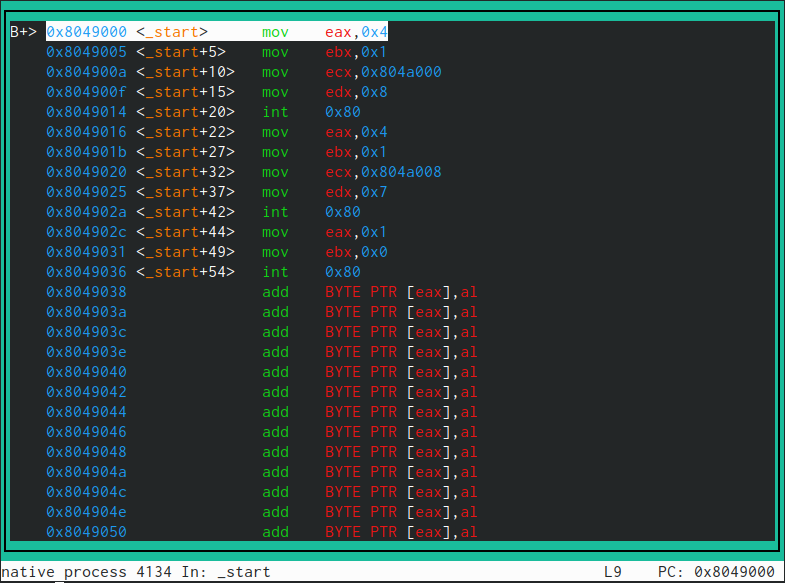 B+> 0x8049000 <_start> mov eax,0x4
0x8049005 <_start+5> mov ebx,0x1
0x804900a <_start+10> mov ecx,0x804a000
0x804900f <_start+15> mov edx,0x8
0x8049014 <_start+20> int 0x80
0x8049016 <_start+22> mov eax,0x4
0x804901b <_start+27> mov ebx,0x1
0x8049020 <_start+32> mov ecx,0x804a008
0x8049025 <_start+37> mov edx,0x7
0x804902a <_start+42> int 0x80
0x804902c <_start+44> mov eax,0x1
0x8049031 <_start+49> mov ebx,0x0
0x8049036 <_start+54> int 0x80
0x8049038 add BYTE PTR [eax],al
0x804903a add BYTE PTR [eax],al
0x804903c add BYTE PTR [eax],al
0x804903e add BYTE PTR [eax],al
0x8049040 add BYTE PTR [eax],al
0x8049042 add BYTE PTR [eax],al
0x8049044 add BYTE PTR [eax],al
0x8049046 add BYTE PTR [eax],al
0x8049048 add BYTE PTR [eax],al
0x804904a add BYTE PTR [eax],al
0x804904c add BYTE PTR [eax],al
0x804904e add BYTE PTR [eax],al
0x8049050 add BYTE PTR [eax],al
native process 4134 In: _start L9 PC: 0x8049000